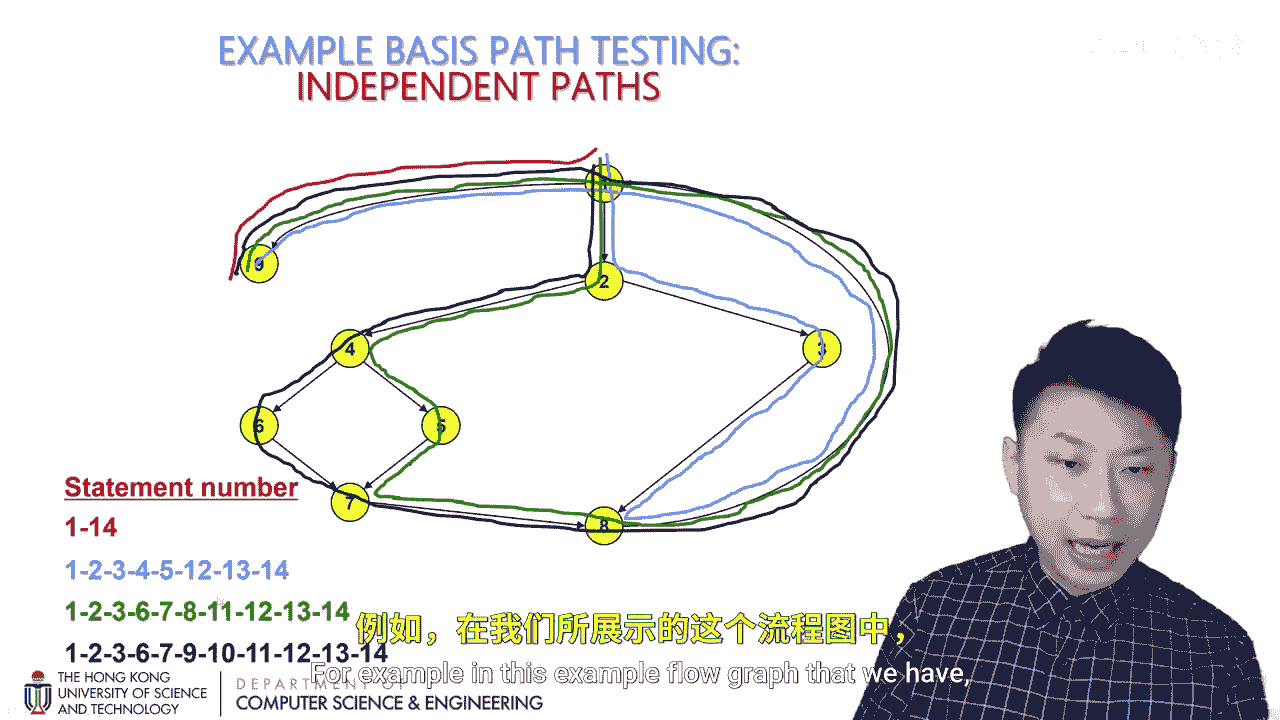 EXAMPLE BASIS PATH TESTING:
INDEPENDENT PATHS
9
2
4
3
6
5
7
8
Statement number
1-14
1-2-3-4-5-12-13-14
1-2-3-6-7-8-11-12-13-14
1-2-3-6-7-9-10-11-12-13-14
例如，在我们所展示的这个流程图中，
For example in this example flow graph that we have,
THE HONG KONG
UNIVERSITY OF SCIENCE
AND TECHNOLOGY
DEPARTMENT OF
COMPUTER SCIENCE & ENGINEERING